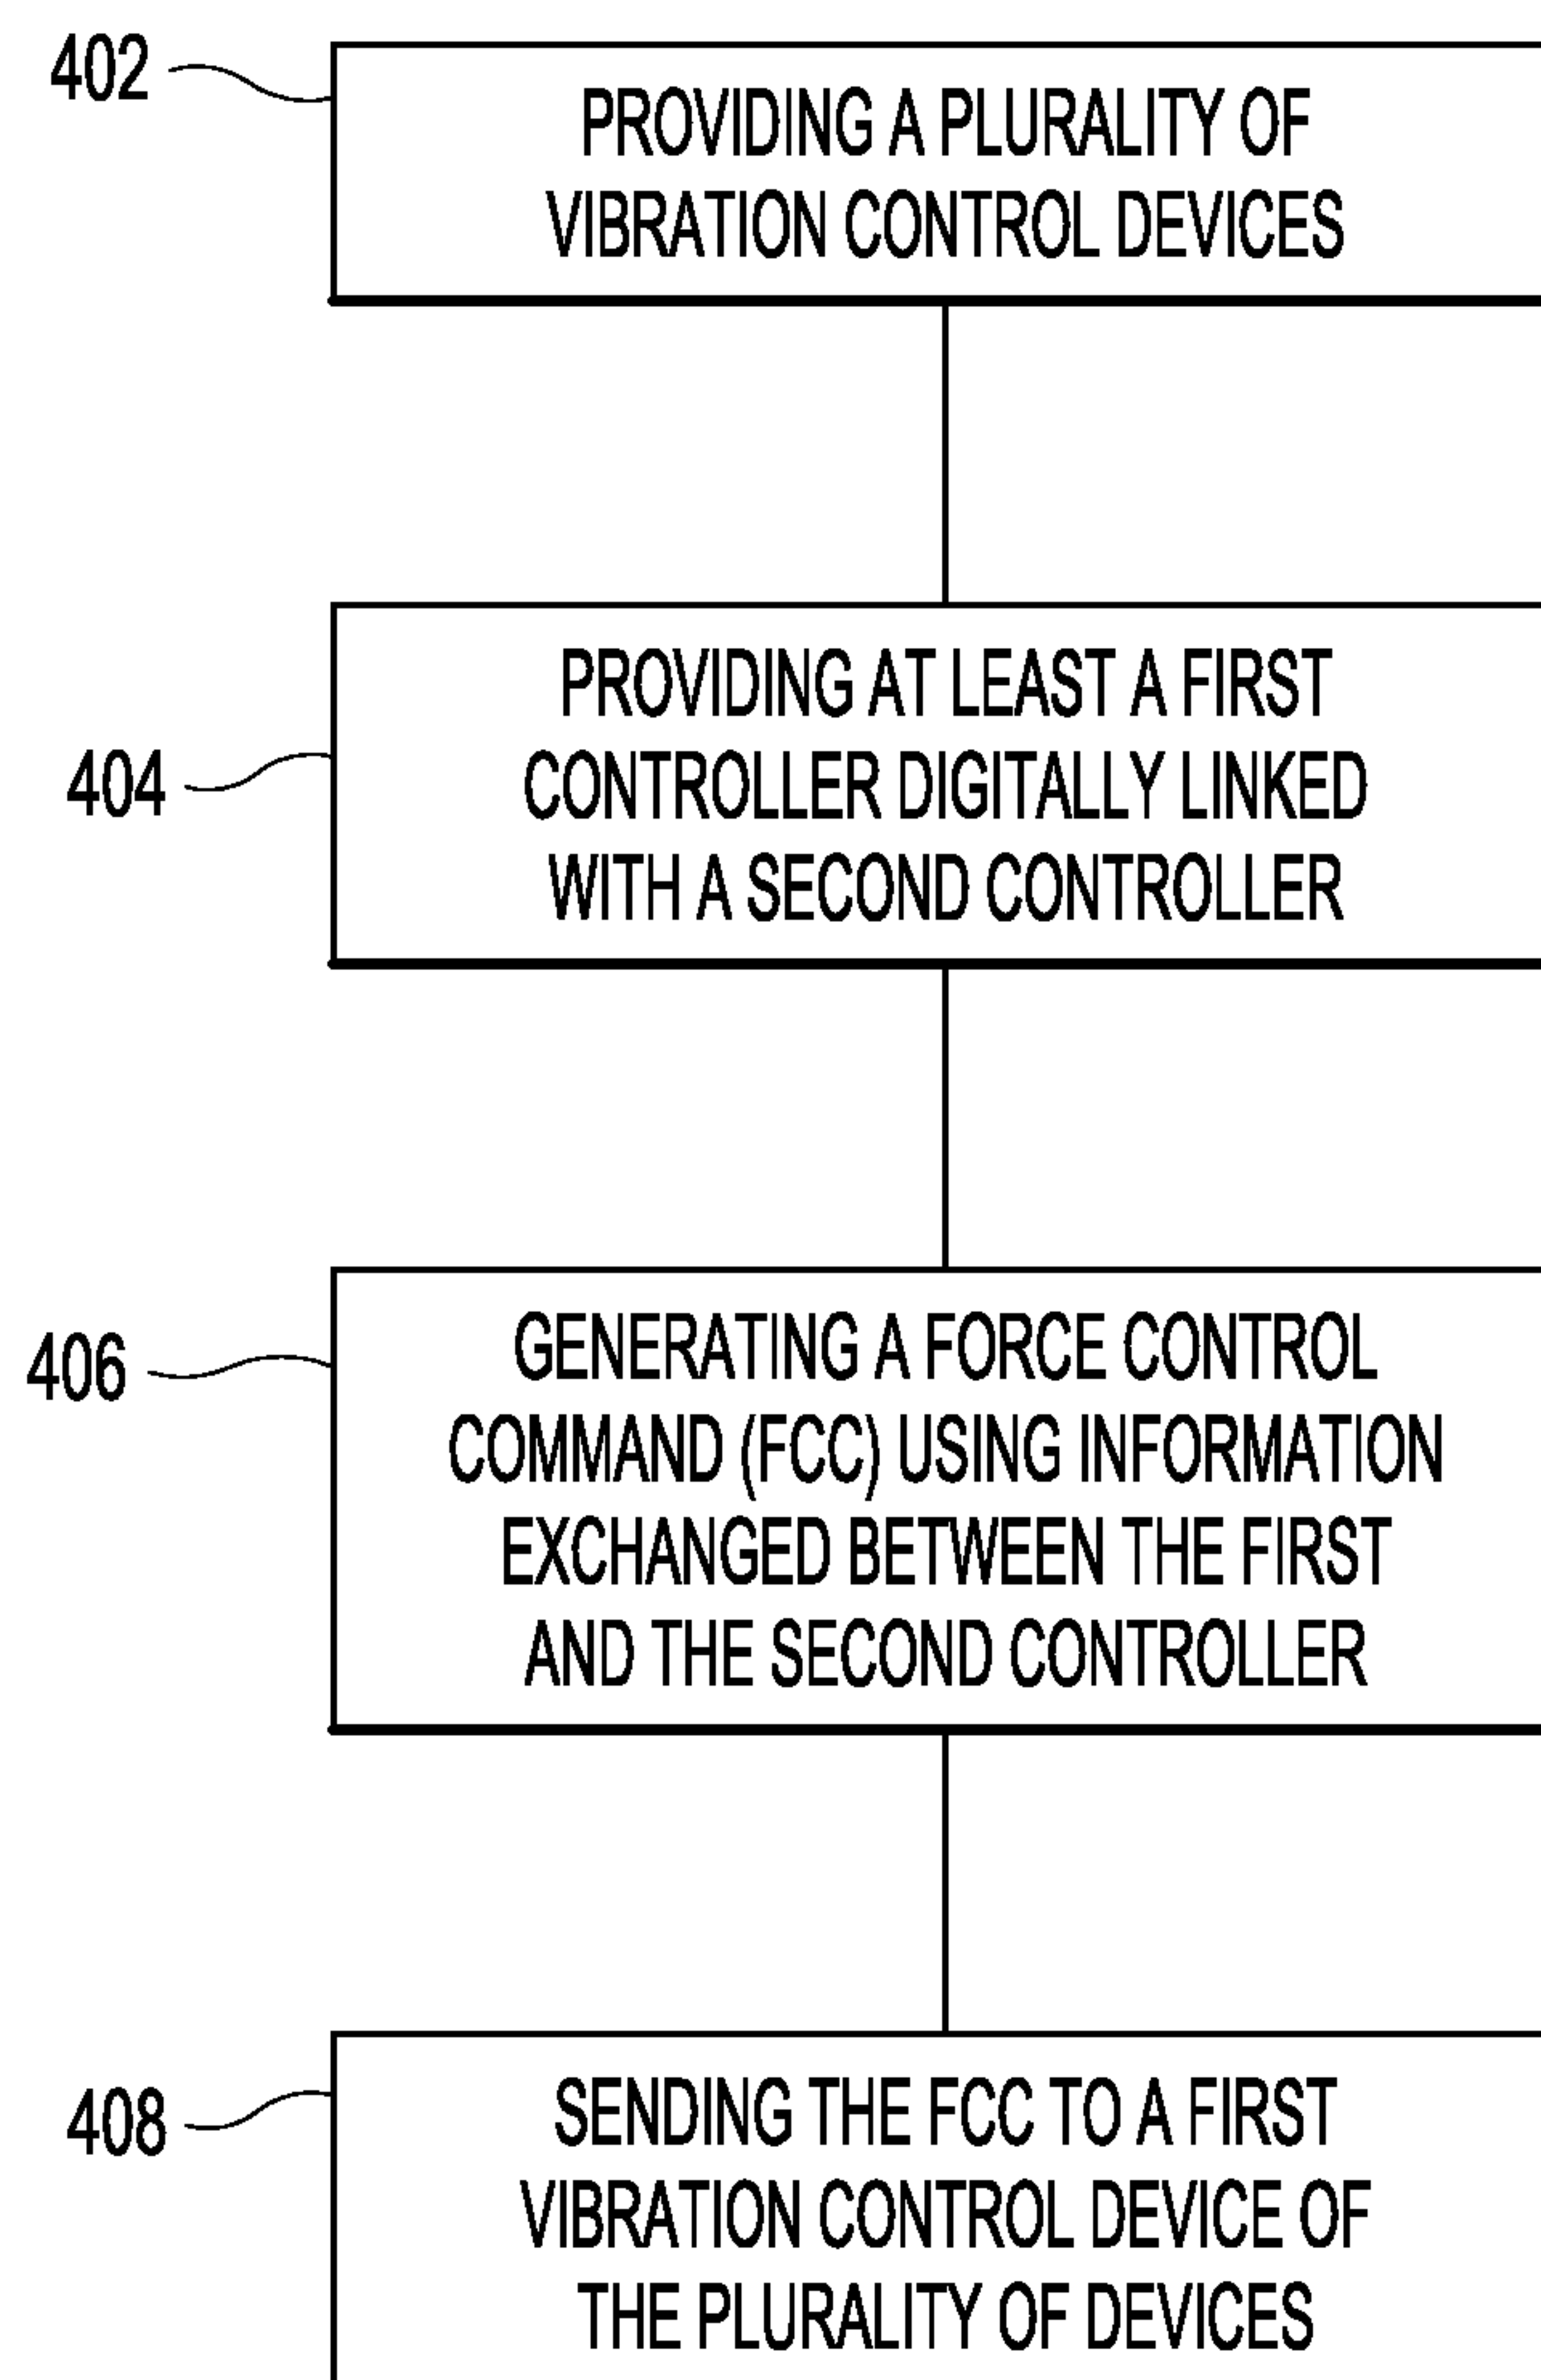 402
PROVIDING A PLURALITY OF
VIBRATION CONTROL DEVICES
PROVIDING AT LEAST A FIRST
404
CONTROLLER DIGITALLY LINKED
WITH A SECOND CONTROLLER
406
GENERATING A FORCE CONTROL
COMMAND (FCC) USING INFORMATION
EXCHANGED BETWEEN THE FIRST
AND THE SECOND CONTROLLER
408
SENDING THE FCC TO A FIRST
VIBRATION CONTROL DEVICE OF
THE PLURALITY OF DEVICES